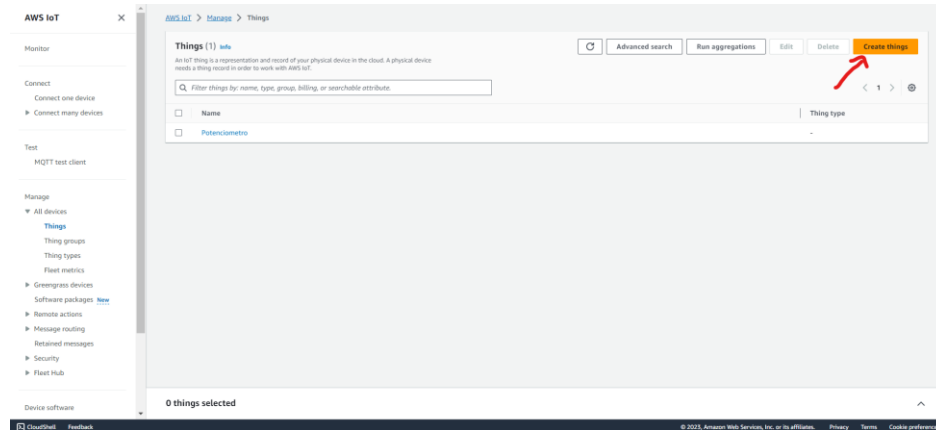 AWS IoT
Monitor
Connect
Connect one device
Connect many devices
Test
MQTT test client
Manage
All devices
Things
Thing groups
Thing types
Fleet metrics
Greengrass devices
Software packages New
Remote actions
Message routing
Retained messages
Security
Fleet Hub
Device software
AWS IoT > Manage > Things
Things (1) Info
An IoT thing is a representation and record of your physical device in the cloud. A physical device
needs a thing record in order to work with AWS IoT.
Advanced search Run aggregations Edit Delete Create things
Filter things by: name, type, group, billing, or searchable attribute.
1
Name Thing type
Potenciometro -
0 things selected
CloudShell Feedback © 2023, Amazon Web Services, Inc. or its affiliates. Privacy Terms Cookie preference